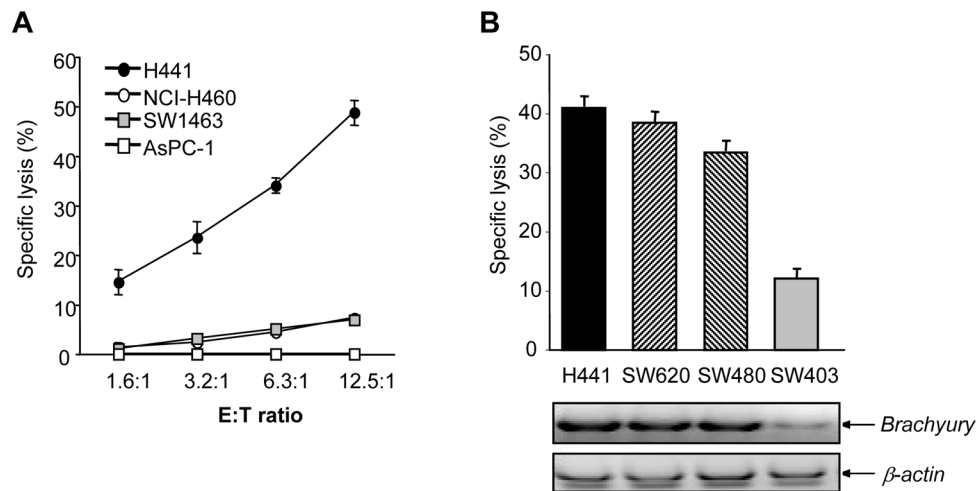 A
Specific lysis (%)
60
50
40
30
20
10
0
H441
NCI-H460
SW1463
AsPC-1
1.6:1 3.2:1 6.3:1 12.5:1
E:T ratio
B
Specific lysis (%)
50
40
30
20
10
0
H441 SW620 SW480 SW403
Brachyury
β-actin